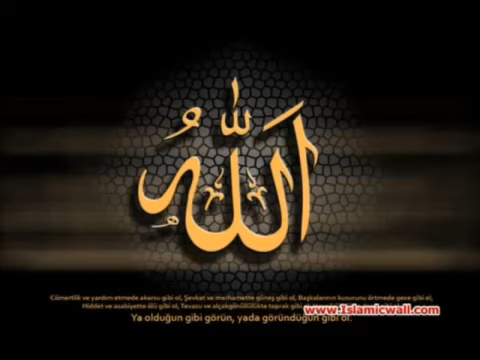 الله
Cömertlik ve yardım etmede akarsu gibi ol, Şevkat ve merhamette güneş gibi ol, Başkalarının kusurunu örtmede gece gibi ol,
Hiddet ve asabiyette ölü gibi ol, Tevazu ve alçakgönüllülükte toprak gibi
www.Islamicwall.com
Ya olduğun gibi görün, yada göründüğün gibi ol.